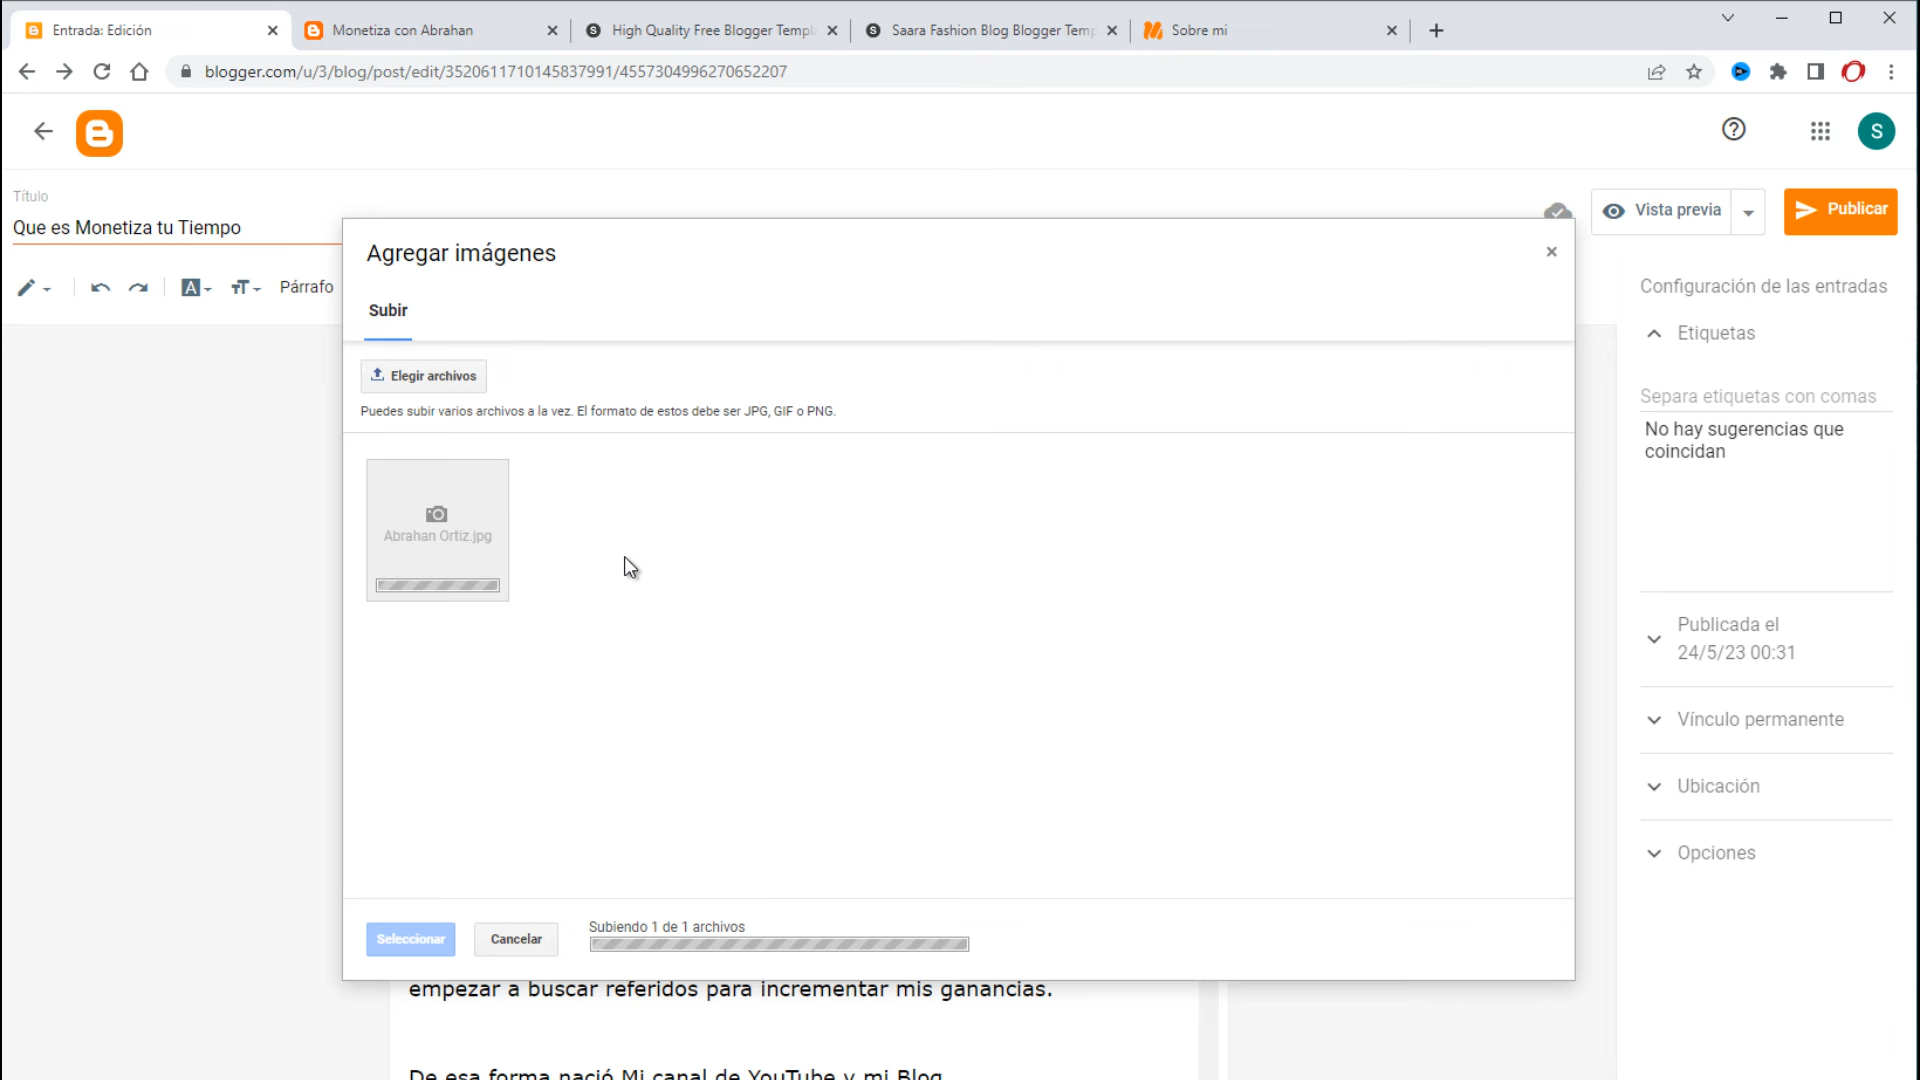 Entrada: Edición
Monetiza con Abrahan
High Quality Free Blogger Templ
Saara Fashion Blog Blogger Temp
Sobre mi
blogger.com/u/3/blog/post/edit/3520611710145837991/4557304996270652207
S
Título
Que es Monetiza tu Tiempo
Vista previa
Publicar
Párrafo
Agregar imágenes
Subir
Elegir archivos
Puedes subir varios archivos a la vez. El formato de estos debe ser JPG, GIF o PNG.
Abrahan Ortiz.jpg
Seleccionar
Cancelar
Subiendo 1 de 1 archivos
empezar a buscar referidos para incrementar mis ganancias.
De esa forma nació Mi canal de YouTube y mi Blog
Configuración de las entradas
Etiquetas
Separa etiquetas con comas
No hay sugerencias que
coincidan
Publicada el
24/5/23 00:31
Vínculo permanente
Ubicación
Opciones